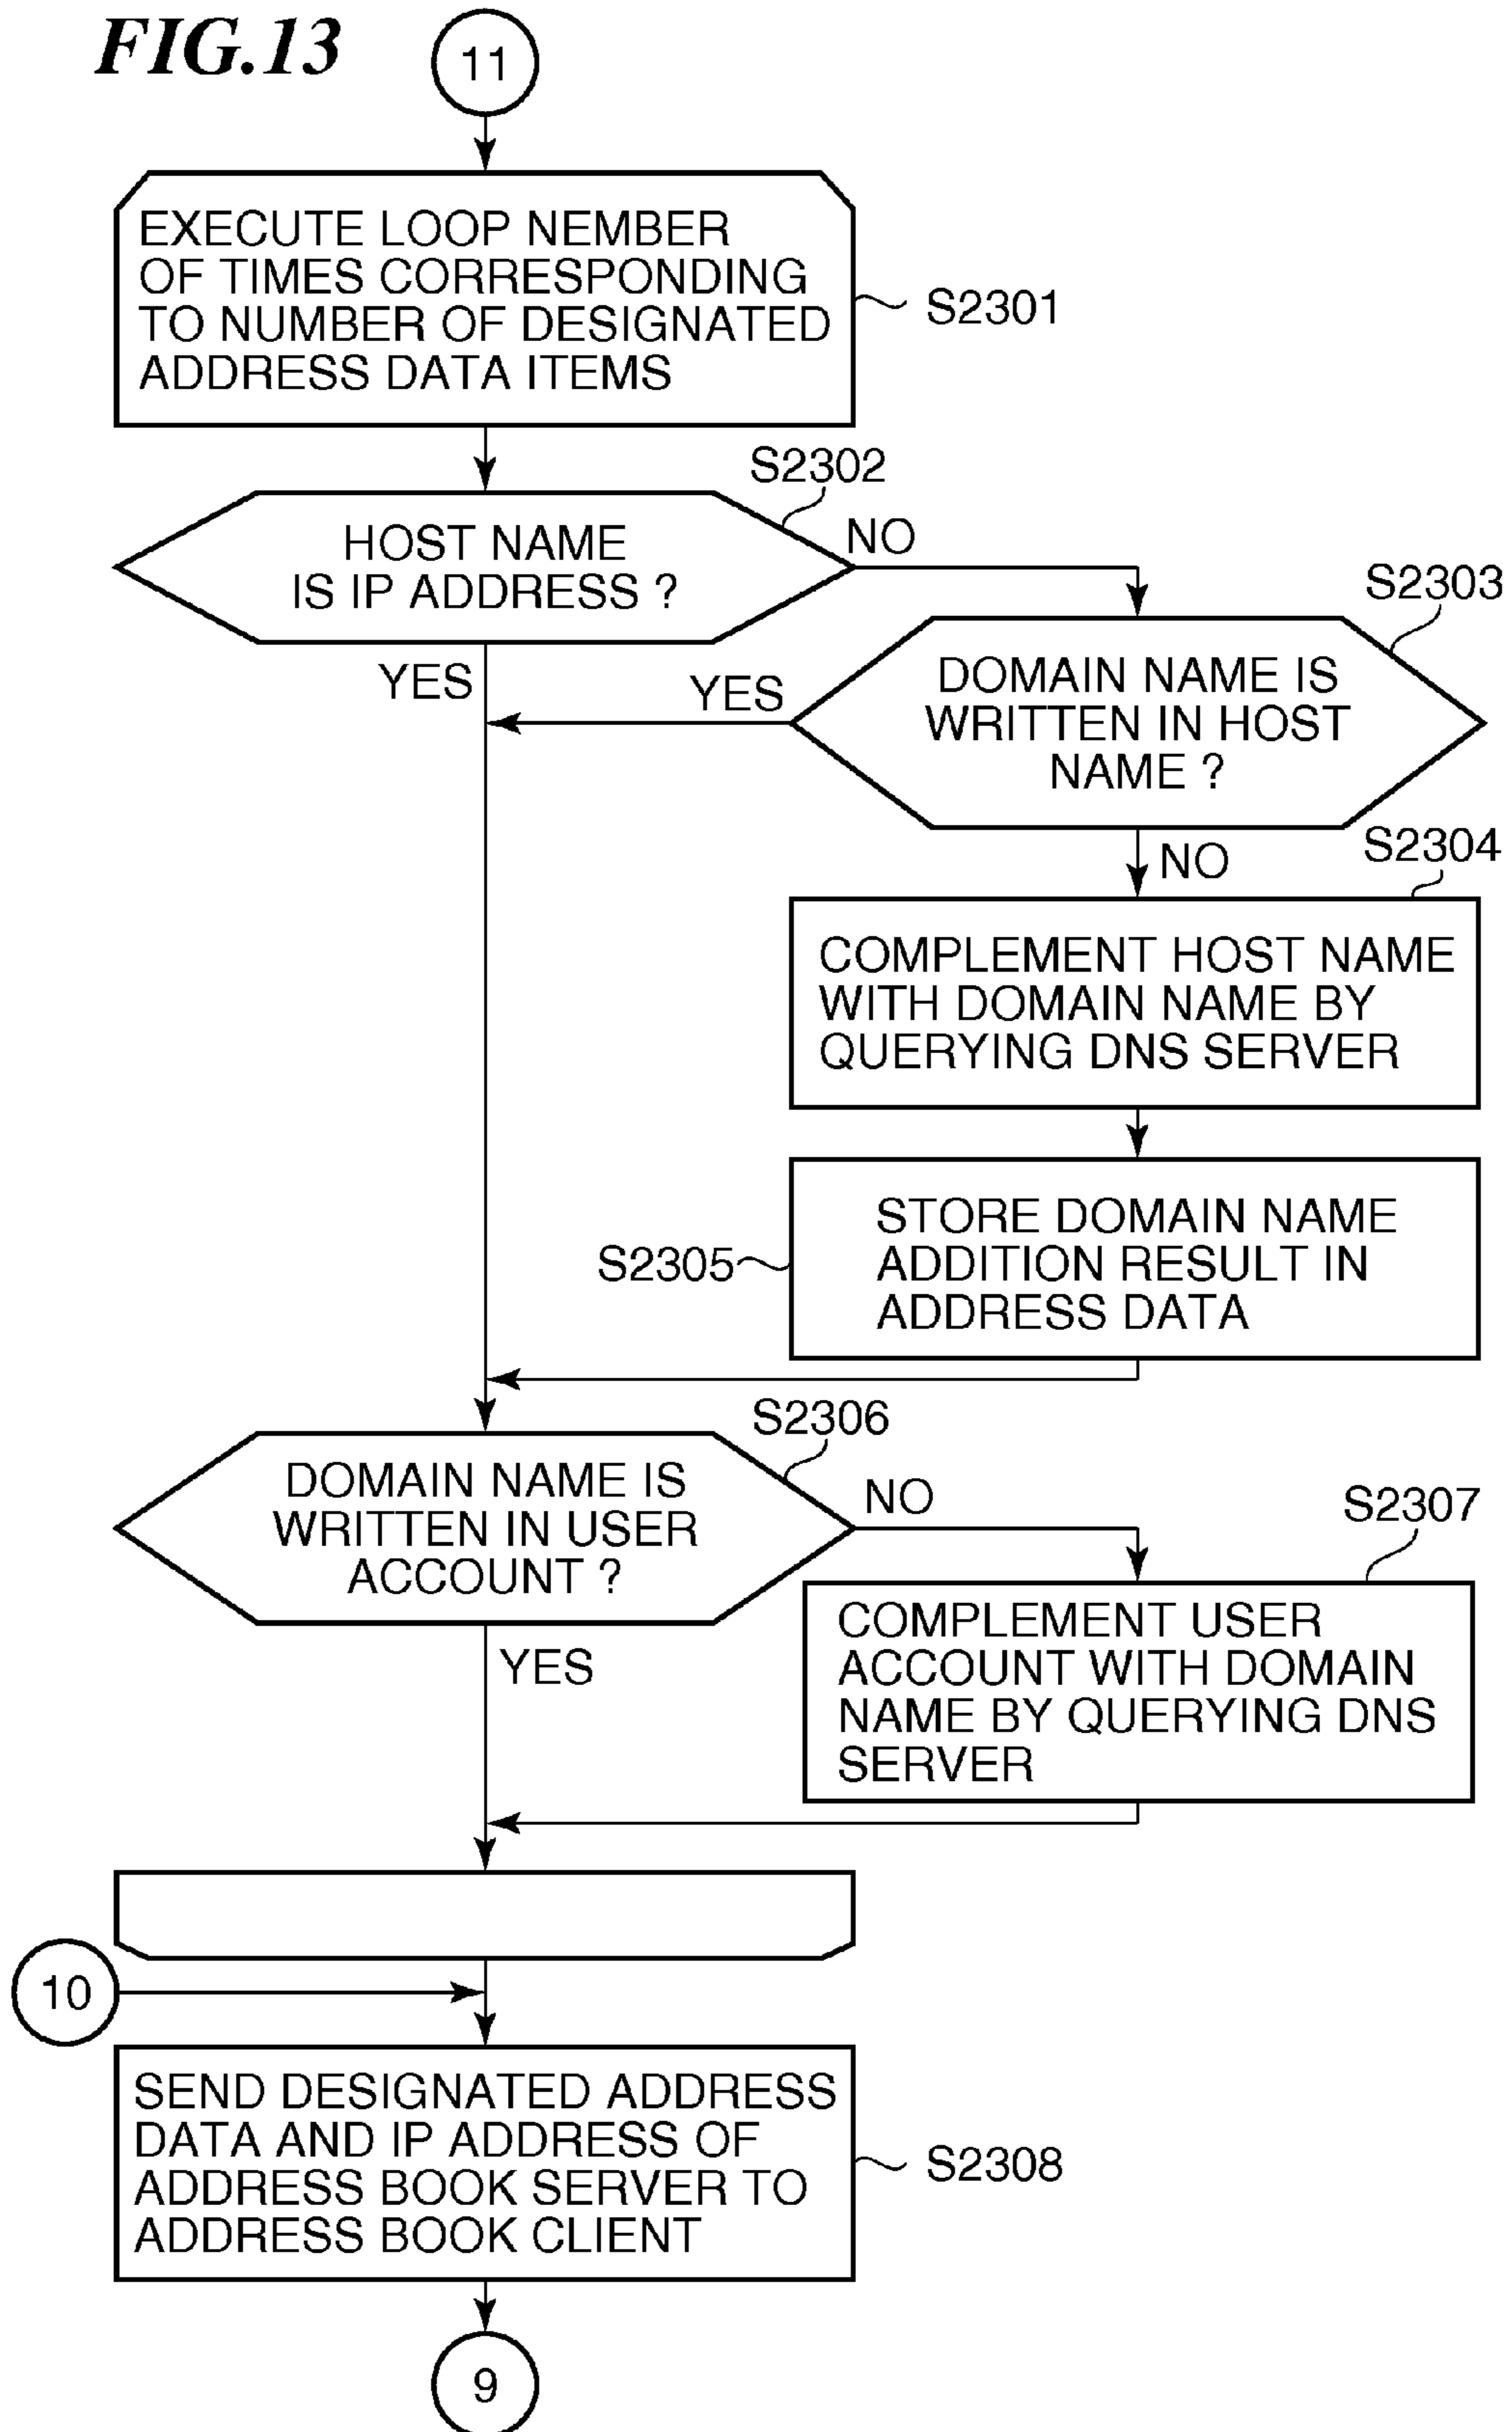 FIG.13
11
EXECUTE LOOP NEMBER
OF TIMES CORRESPONDING
TO NUMBER OF DESIGNATED
ADDRESS DATA ITEMS
S2301
S2302
HOST NAME
IS IP ADDRESS ?
NO
YES
S2303
DOMAIN NAME IS
WRITTEN IN HOST
NAME ?
YES
NO
S2304
COMPLEMENT HOST NAME
WITH DOMAIN NAME BY
QUERYING DNS SERVER
S2305
STORE DOMAIN NAME
ADDITION RESULT IN
ADDRESS DATA
S2306
DOMAIN NAME IS
WRITTEN IN USER
ACCOUNT ?
NO
YES
S2307
COMPLEMENT USER
ACCOUNT WITH DOMAIN
NAME BY QUERYING DNS
SERVER
10
SEND DESIGNATED ADDRESS
DATA AND IP ADDRESS OF
ADDRESS BOOK SERVER TO
ADDRESS BOOK CLIENT
S2308
9